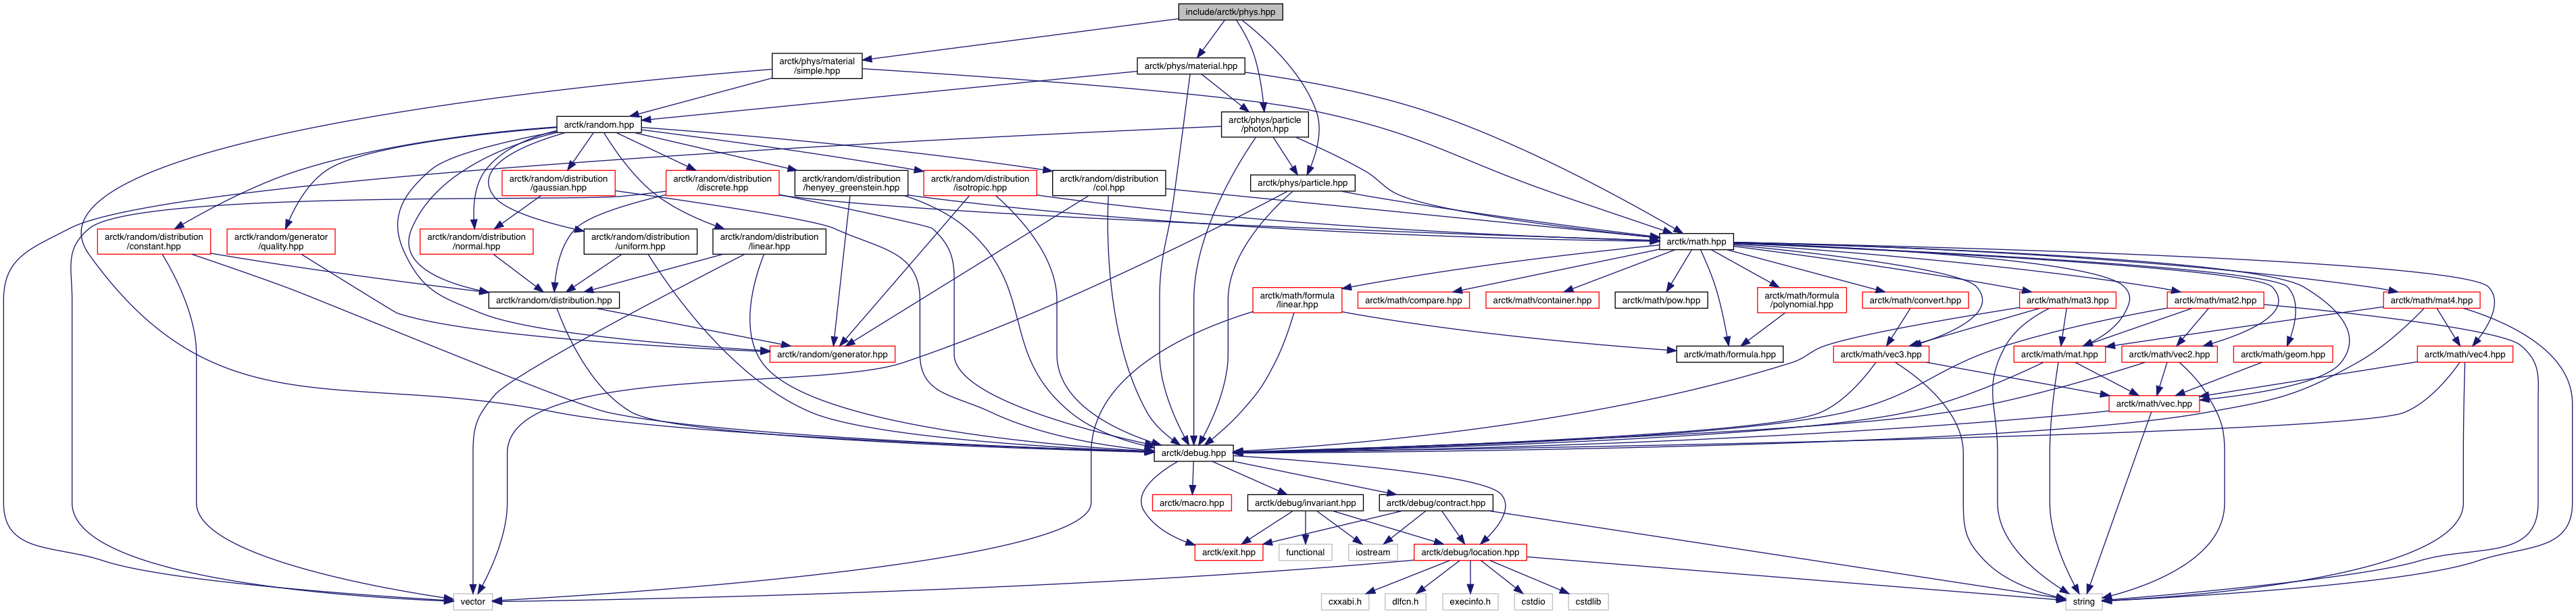 include/arctk/phys.hpp
arctk/phys/material
/simple.hpp
arctk/phys/material.hpp
arctk/random.hpp
arctk/phys/particle
/photon.hpp
arctk/random/distribution
/gaussian.hpp
arctk/random/distribution
/discrete.hpp
arctk/random/distribution
/henyey_greenstein.hpp
arctk/random/distribution
/isotropic.hpp
arctk/random/distribution
/col.hpp
arctk/phys/particle.hpp
arctk/random/distribution
/constant.hpp
arctk/random/generator
/quality.hpp
arctk/random/distribution
/normal.hpp
arctk/random/distribution
/uniform.hpp
arctk/random/distribution
/linear.hpp
arctk/math.hpp
arctk/random/distribution.hpp
arctk/math/formula
/linear.hpp
arctk/math/compare.hpp
arctk/math/container.hpp
arctk/math/pow.hpp
arctk/math/formula
/polynomial.hpp
arctk/math/convert.hpp
arctk/math/mat3.hpp
arctk/math/mat2.hpp
arctk/math/mat4.hpp
arctk/random/generator.hpp
arctk/math/formula.hpp
arctk/math/vec3.hpp
arctk/math/mat.hpp
arctk/math/vec2.hpp
arctk/math/geom.hpp
arctk/math/vec4.hpp
arctk/math/vec.hpp
arctk/debug.hpp
arctk/macro.hpp
arctk/debug/invariant.hpp
arctk/debug/contract.hpp
arctk/exit.hpp
functional
iostream
arctk/debug/location.hpp
vector
cxxabi.h
dlfcn.h
execinfo.h
cstdio
cstdlib
string